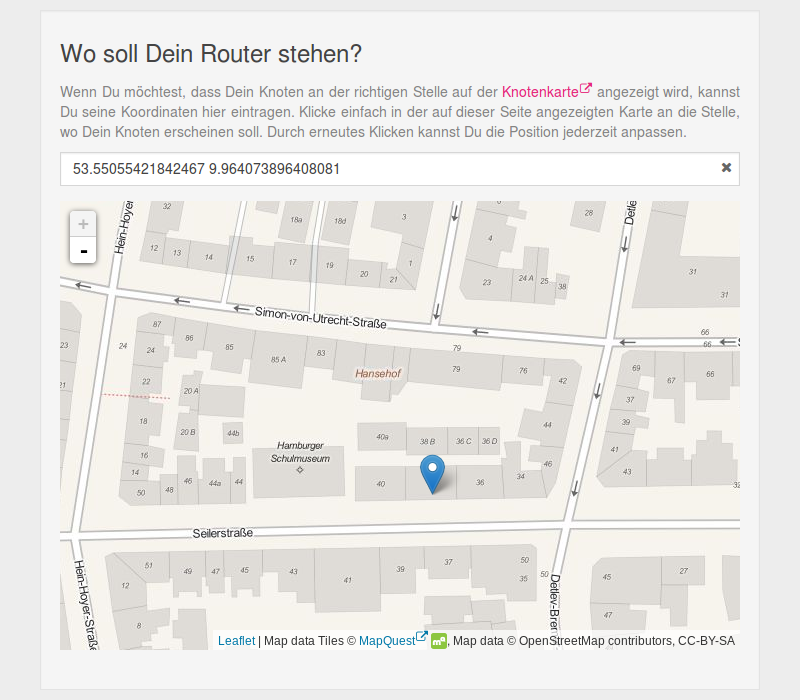 Wo soll Dein Router stehen?
Wenn Du möchtest, dass Dein Knoten an der richtigen Stelle auf der Knotenkarte angezeigt wird, kannst
Du seine Koordinaten hier eintragen. Klicke einfach in der auf dieser Seite angezeigten Karte an die Stelle,
wo Dein Knoten erscheinen soll. Durch erneutes Klicken kannst Du die Position jederzeit anpassen.
53.55055421842467 9.964073896408081
+
-
Hein-Hoyer
32
18a
18d
3
28
Detle
4
12
13
14
15
17
19
20
21
1
23
24 A
25
38
31
31
Simon-von-Utrecht-Straße
66
66
23
24
87
24
86
85
85 A
83
79
79
76
42
69
67
66
Hansehof
21
22
20 A
37
18
20 B
44b
40a
38 B
36 C
36 D
44
39
16
Hamburger
Schulmuseum
41
14
46
43
50
48
46
44a
44
40
36
34
Seilerstraße
51
49
47
45
43
41
39
37
50
35
50
45
27
12
8
47
Hein-Hoyer-Straße
Detlev-Brem
Leaflet | Map data Tiles © MapQuest mq, Map data © OpenStreetMap contributors, CC-BY-SA